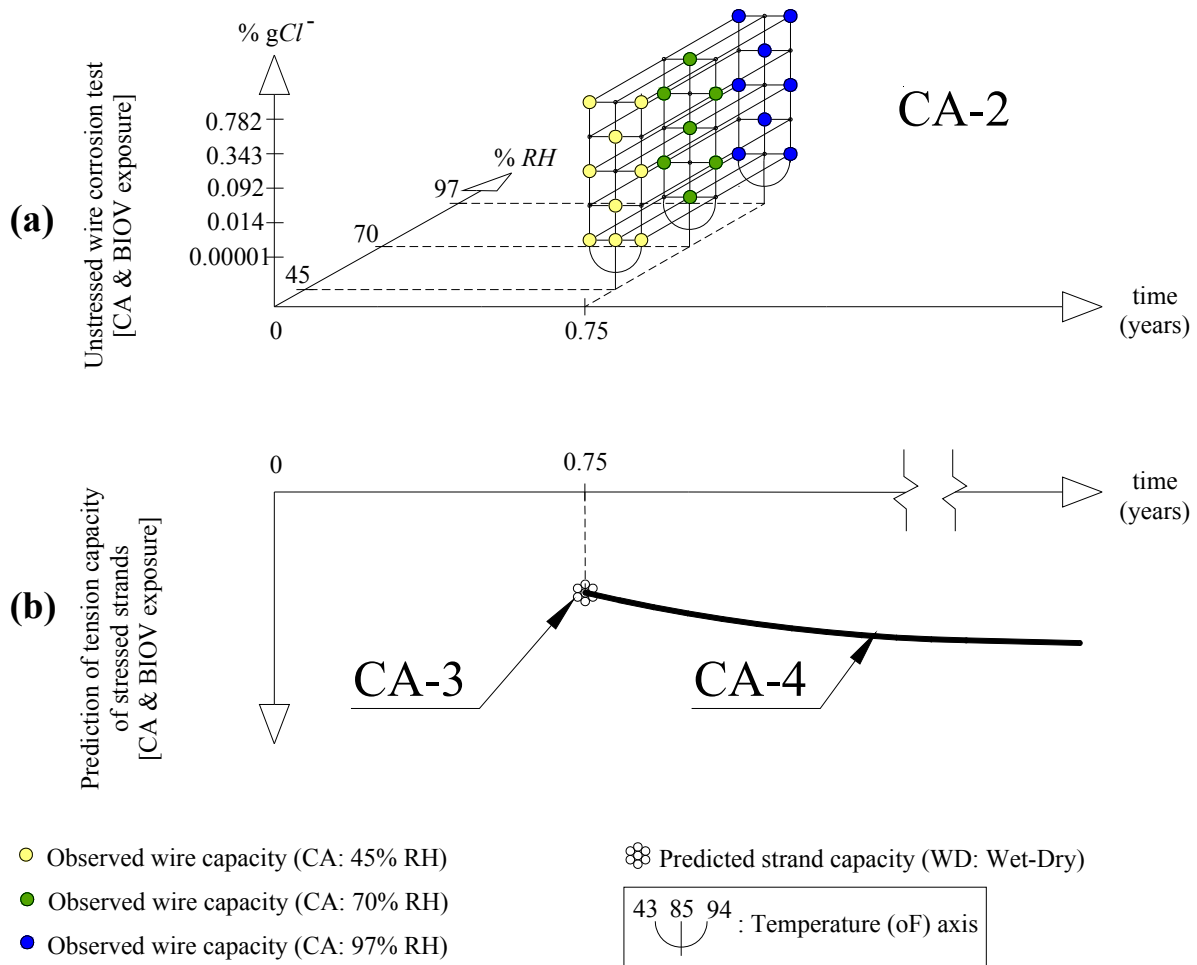 (a)
Unstressed wire corrosion test
[CA & BIOV exposure]
% gCl⁻
0.782
0.343
0.092
0.014
0.00001
% RH
97
70
45
CA-2
0
0.75
time
(years)
(b)
Prediction of tension capacity
of stressed strands
[CA & BIOV exposure]
0
0.75
time
(years)
CA-3
CA-4
Observed wire capacity (CA: 45% RH)
Observed wire capacity (CA: 70% RH)
Observed wire capacity (CA: 97% RH)
Predicted strand capacity (WD: Wet-Dry)
43 85 94 : Temperature (oF) axis